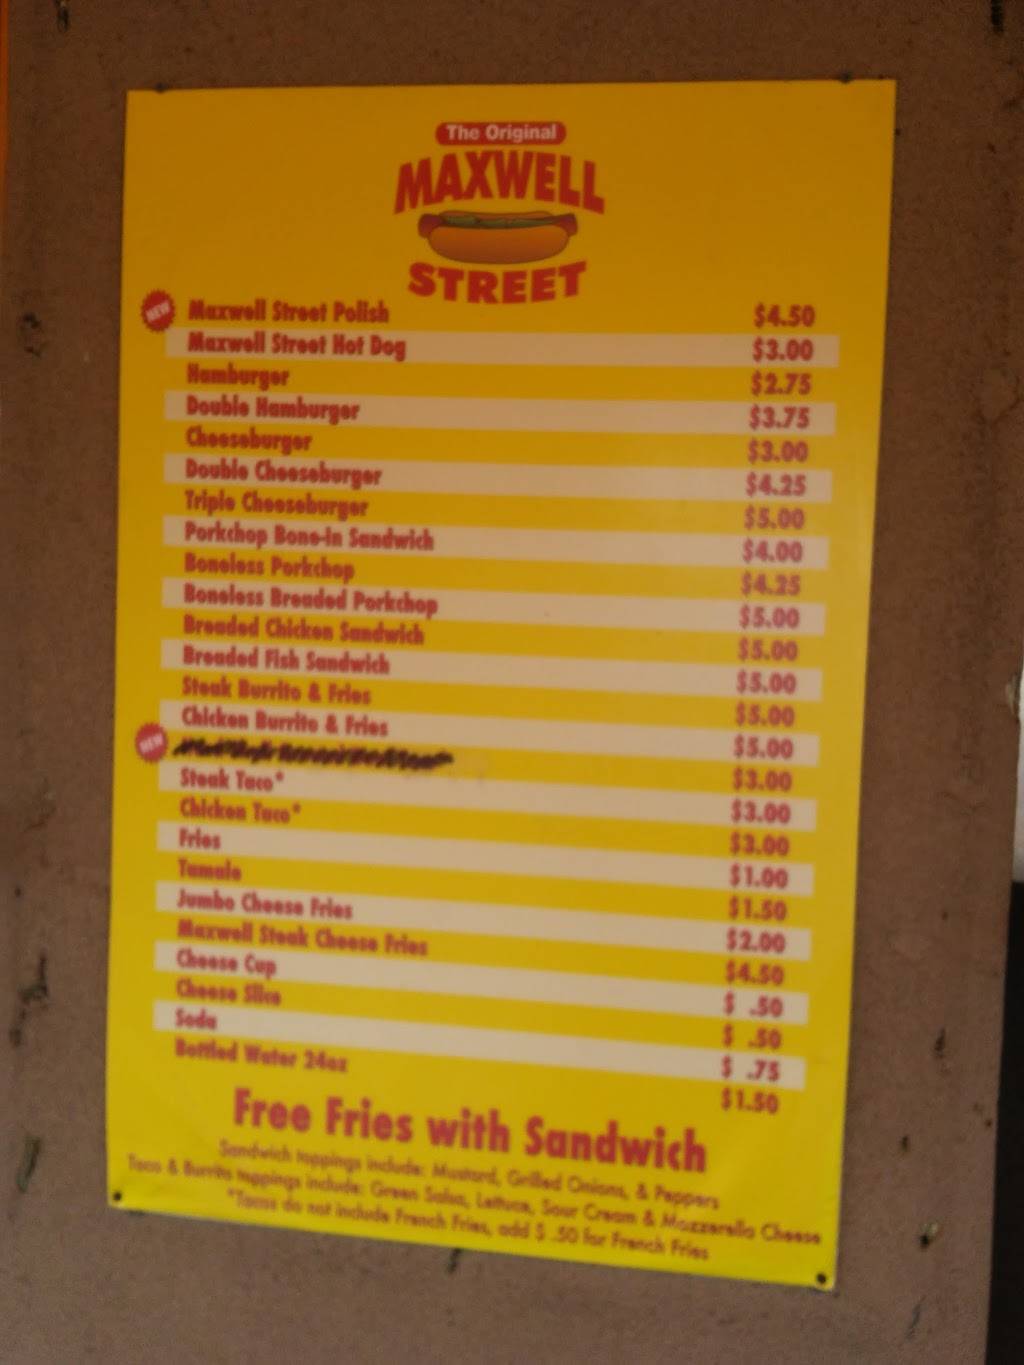 The Original
MAXWELL
STREET
NEW Maxwell Street Polish $4.50
Maxwell Street Hot Dog $3.00
Hamburger $2.75
Double Hamburger $3.75
Cheeseburger $3.00
Double Cheeseburger $4.25
Triple Cheeseburger $5.00
Porkchop Bone-In Sandwich $4.00
Boneless Porkchop $4.25
Boneless Breaded Porkchop $5.00
Breaded Chicken Sandwich $5.00
Breaded Fish Sandwich $5.00
Steak Burrito & Fries $5.00
Chicken Burrito & Fries $5.00
NEW $3.00
Steak Taco* $3.00
Chicken Taco* $3.00
Fries $1.00
Tamale $1.50
Jumbo Cheese Fries $2.00
Maxwell Steak Cheese Fries $4.50
Cheese Cup $ .50
Cheese Slice $ .50
Soda $ .75
Bottled Water 24oz $1.50
Free Fries with Sandwich
Sandwich toppings include: Mustard, Grilled Onions, & Peppers
Taco & Burrito toppings include: Green Salsa, Lettuce, Sour Cream & Mozzarella Cheese
*Tacos do not include French Fries, add $ .50 for French Fries